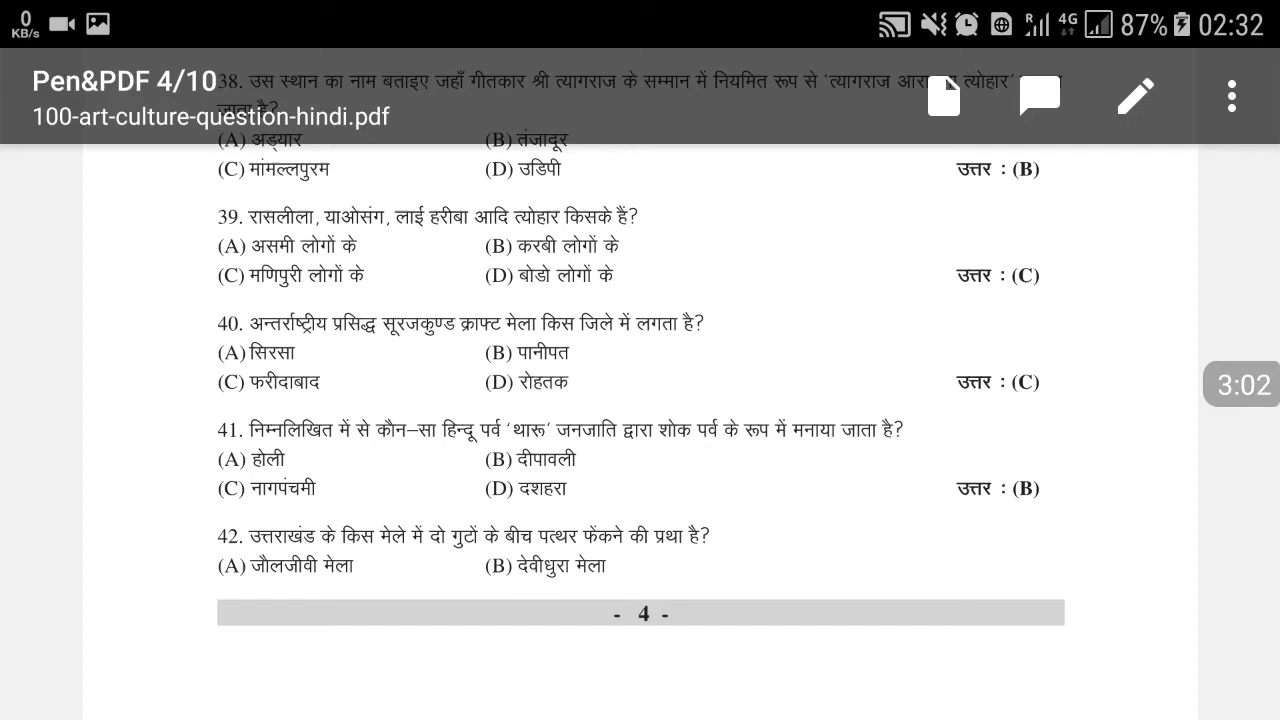 0
KB/s
R
4G
87%
02:32
Pen&PDF 4/10
100-art-culture-question-hindi.pdf
38. उस स्थान का नाम बताइए जहाँ गीतकार श्री त्यागराज के सम्मान में नियमित रूप से ‘त्यागराज त्योहार’
जाता है?
(A) अड्यार (B) तंजादूर
(C) मांमल्लपुरम (D) उडिपी उत्तर : (B)
39. रासलीला, याओसंग, लाई हरीबा आदि त्योहार किसके हैं?
(A) असमी लोगों के (B) करबी लोगों के
(C) मणिपुरी लोगों के (D) बोडो लोगों के उत्तर : (C)
40. अन्तर्राष्ट्रीय प्रसिद्ध सूरजकुण्ड क्राफ्ट मेला किस जिले में लगता है?
(A) सिरसा (B) पानीपत
(C) फरीदाबाद (D) रोहतक उत्तर : (C)
3:02
41. निम्नलिखित में से कौन–सा हिन्दू पर्व ‘थारू’ जनजाति द्वारा शोक पर्व के रूप में मनाया जाता है?
(A) होली (B) दीपावली
(C) नागपंचमी (D) दशहरा उत्तर : (B)
42. उत्तराखंड के किस मेले में दो गुटों के बीच पत्थर फेंकने की प्रथा है?
(A) जौलजीवी मेला (B) देवीधुरा मेला
- 4 -